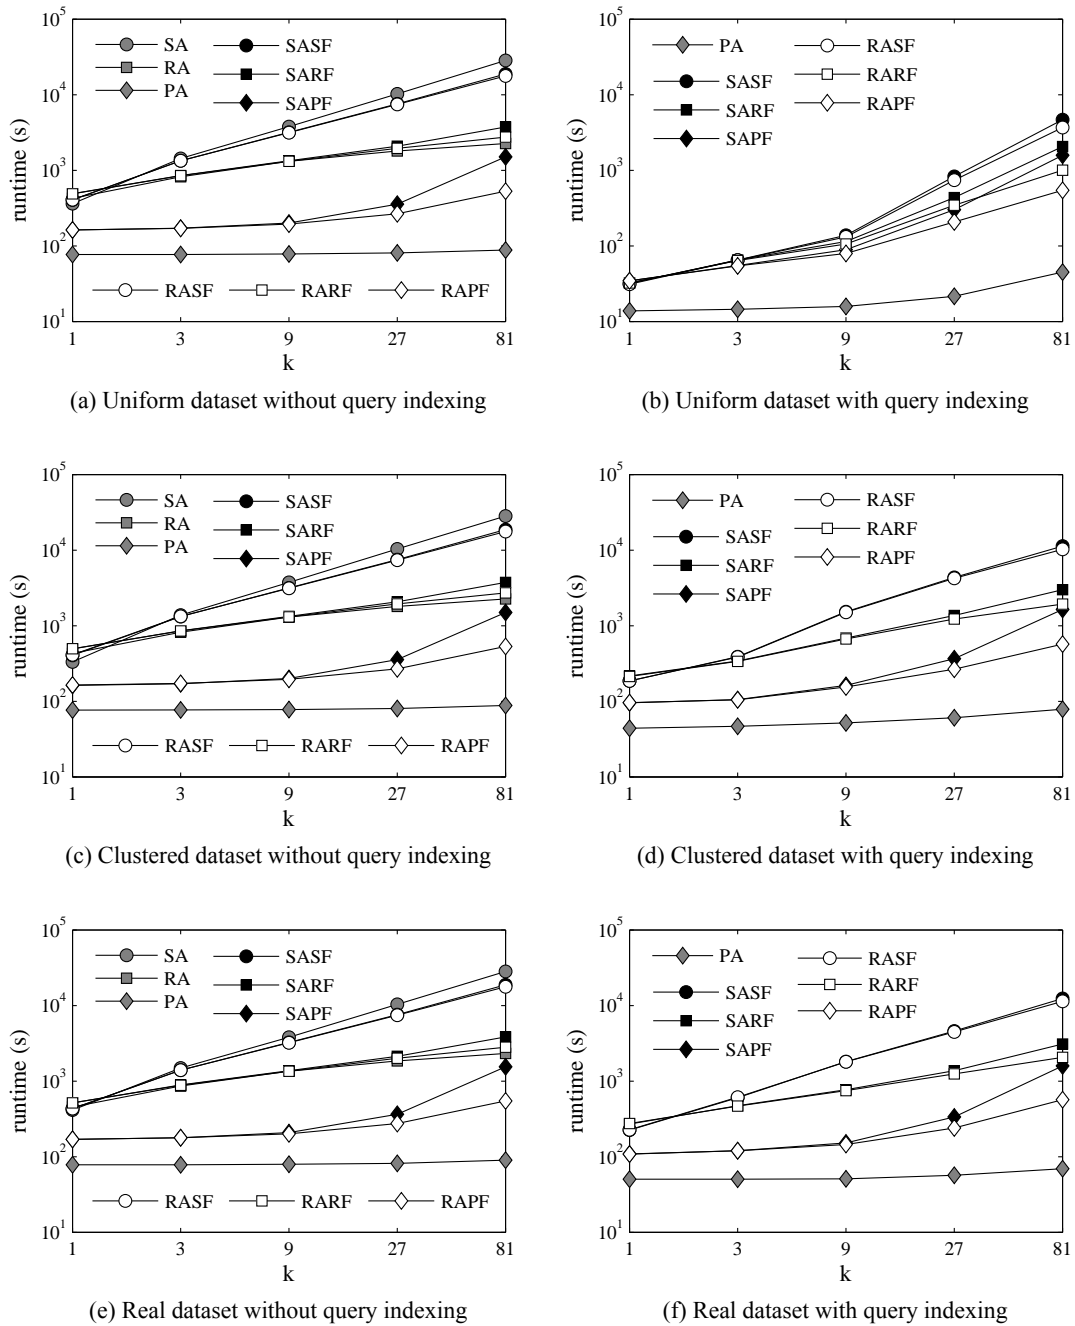 10^5
10^4
10^3
10^2
10^1
runtime (s)
SA
RA
PA
SASF
SARF
SAPF
RASF RARF RAPF
1 3 9 27 81
k
(a) Uniform dataset without query indexing
10^5
10^4
10^3
10^2
10^1
runtime (s)
PA
SASF
SARF
SAPF
RASF
RARF
RAPF
1 3 9 27 81
k
(b) Uniform dataset with query indexing
10^5
10^4
10^3
10^2
10^1
runtime (s)
SA
RA
PA
SASF
SARF
SAPF
RASF RARF RAPF
1 3 9 27 81
k
(c) Clustered dataset without query indexing
10^5
10^4
10^3
10^2
10^1
runtime (s)
PA
SASF
SARF
SAPF
RASF
RARF
RAPF
1 3 9 27 81
k
(d) Clustered dataset with query indexing
10^5
10^4
10^3
10^2
10^1
runtime (s)
SA
RA
PA
SASF
SARF
SAPF
RASF RARF RAPF
1 3 9 27 81
k
(e) Real dataset without query indexing
10^5
10^4
10^3
10^2
10^1
runtime (s)
PA
SASF
SARF
SAPF
RASF
RARF
RAPF
1 3 9 27 81
k
(f) Real dataset with query indexing